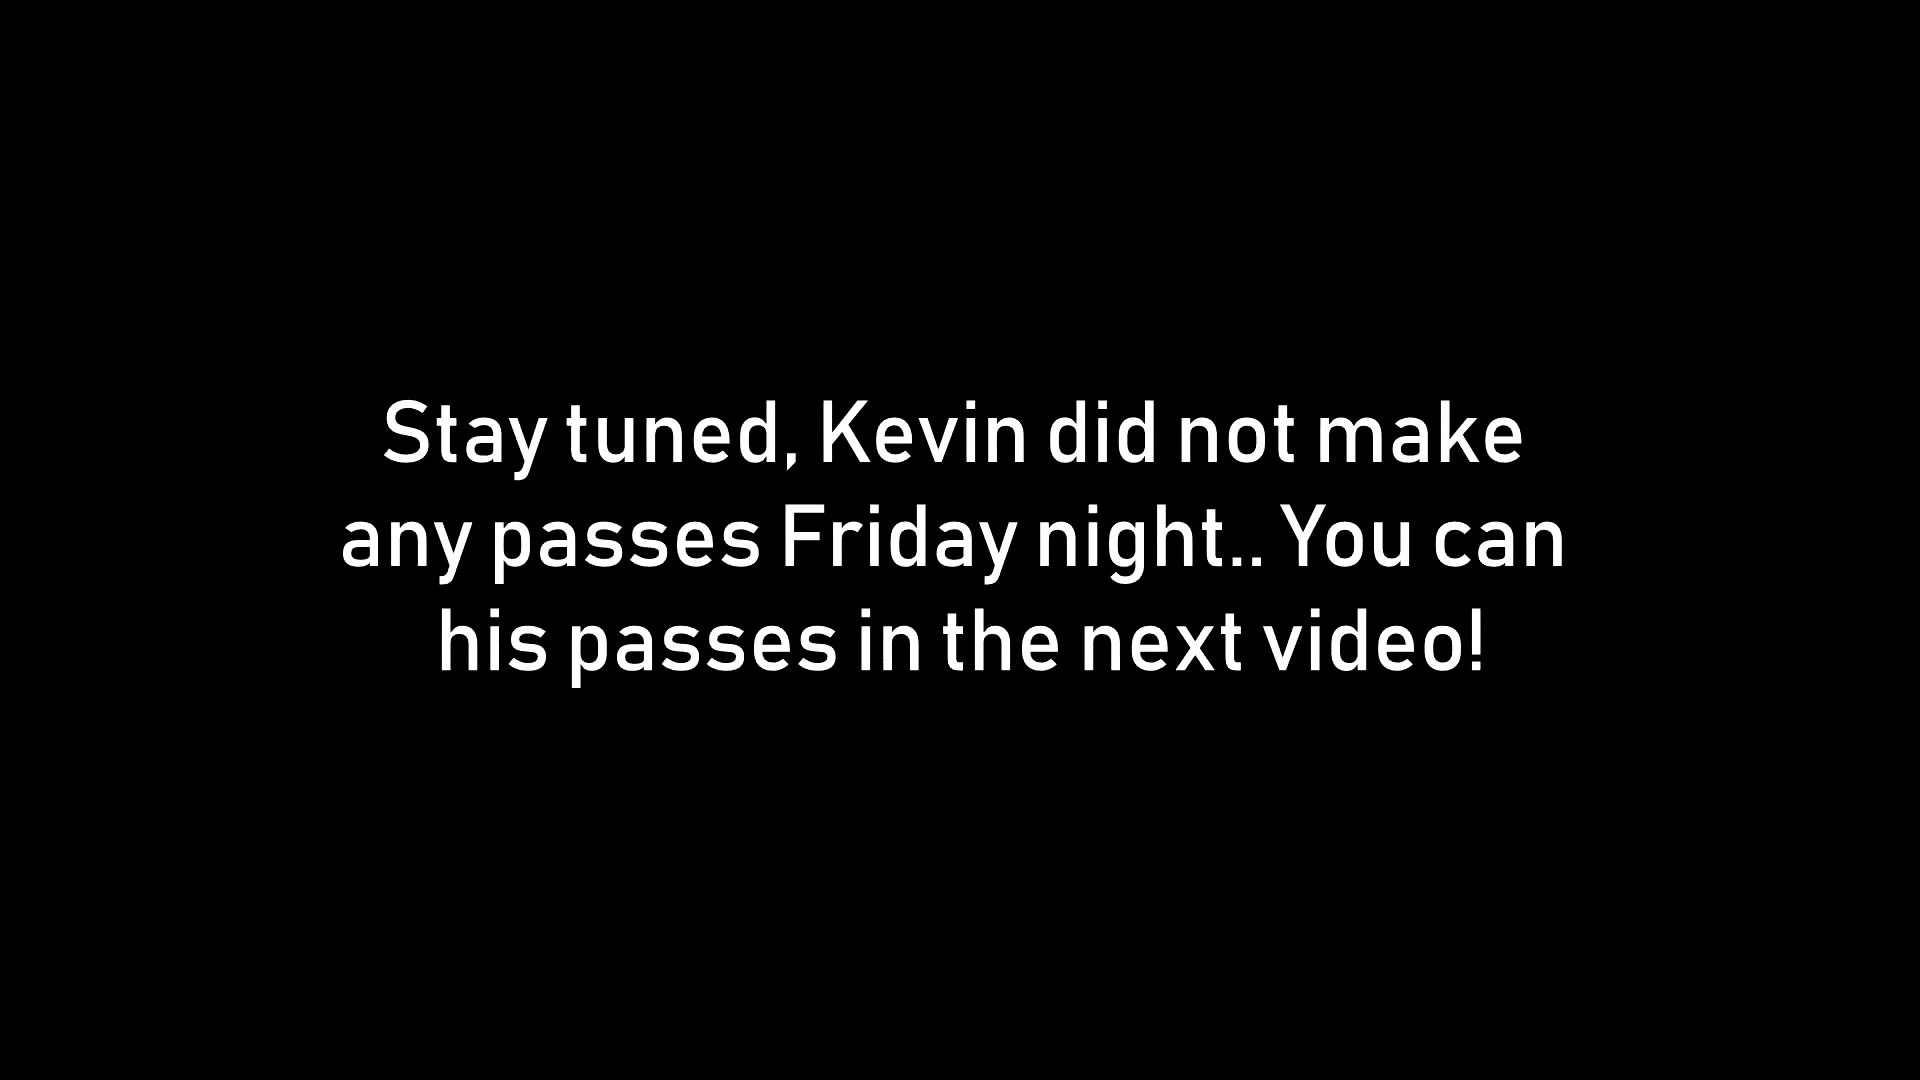 Stay tuned, Kevin did not make
any passes Friday night.. You can
his passes in the next video!